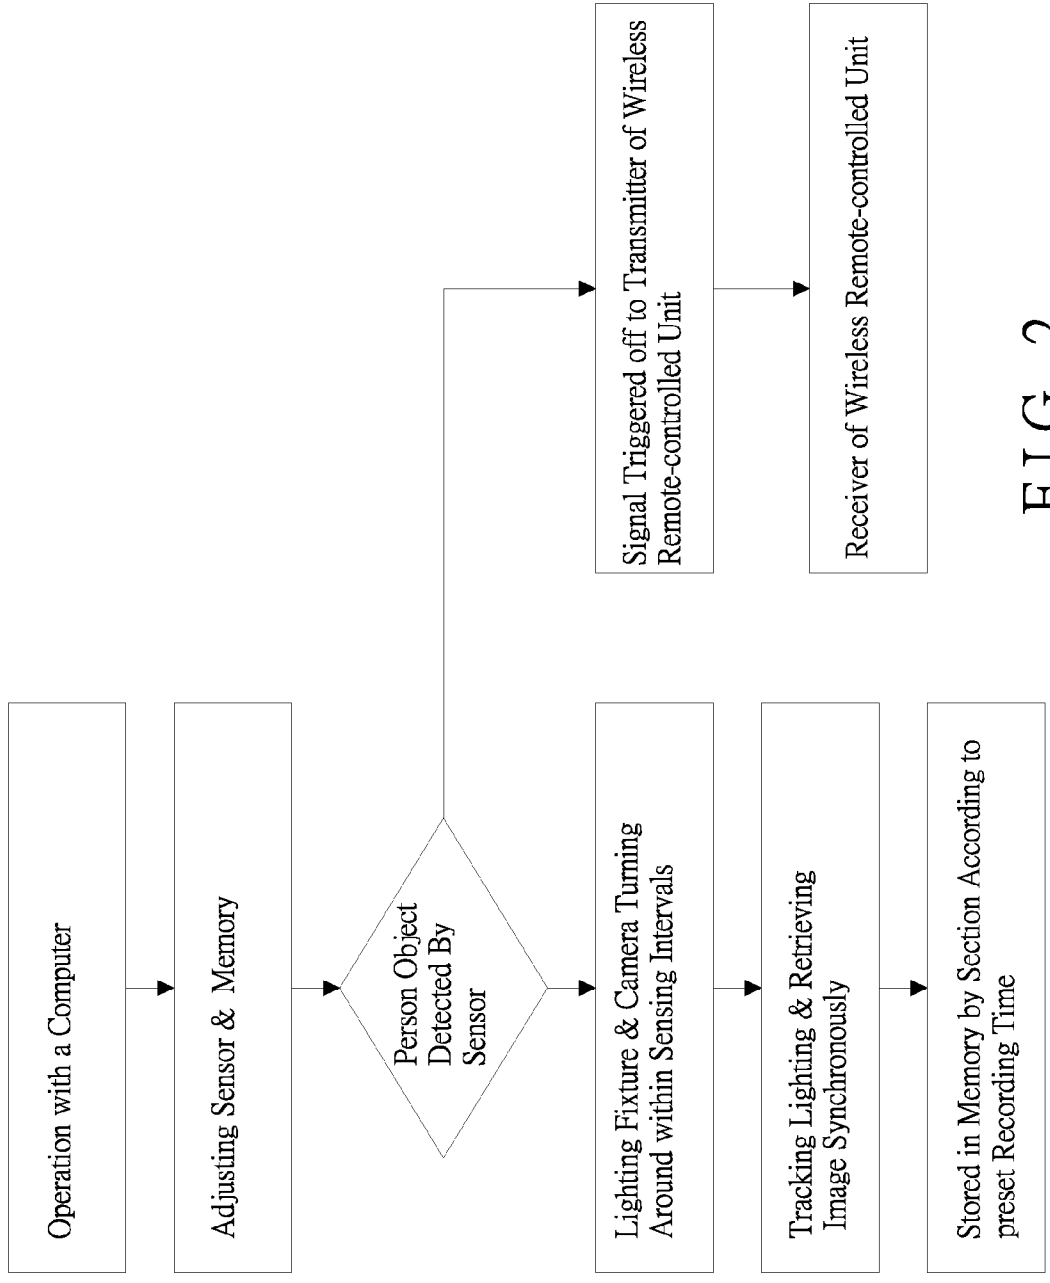 Operation with a Computer
Adjusting Sensor & Memory
Person Object
Detected By
Sensor
Lighting Fixture & Camera Turning
Around within Sensing Intervals
Tracking Lighting & Retrieving
Image Synchronously
Stored in Memory by Section According to
preset Recording Time
Signal Triggered off to Transmitter of Wireless
Remote-controlled Unit
Receiver of Wireless Remote-controlled Unit
FIG. 2